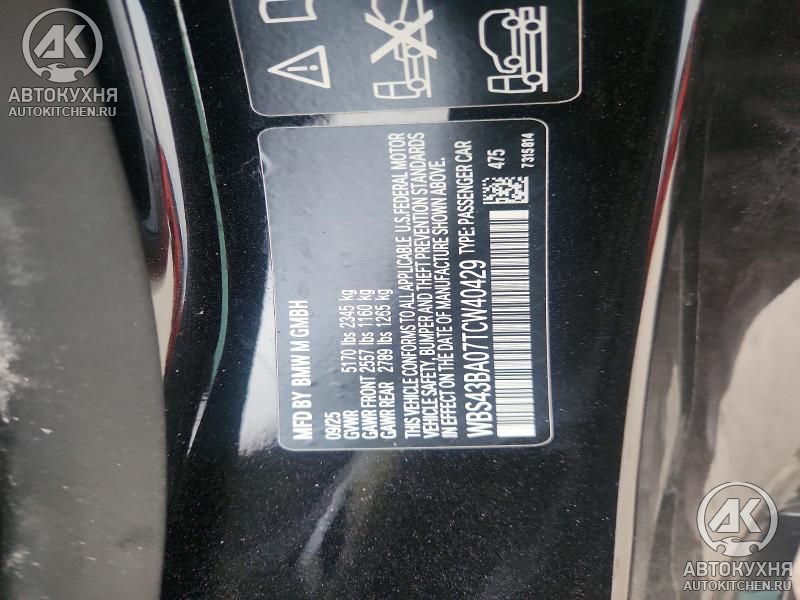 АК
АВТОКУХНЯ
AUTOKITCHEN.RU
MFD BY BMW M GMBH
09/25
GVWR 5170 lbs 2345 kg
GAWR FRONT 2557 lbs 1160 kg
GAWR REAR 2789 lbs 1265 kg
THIS VEHICLE CONFORMS TO ALL APPLICABLE U.S.FEDERAL MOTOR
VEHICLE SAFETY, BUMPER AND THEFT PREVENTION STANDARDS
IN EFFECT ON DATE OF MANUFACTURE SHOWN ABOVE.
WBS43BA07TCW40429 TYPE: PASSENGER CAR
475
7315814
АК
АВТОКУХНЯ
AUTOKITCHEN.RU